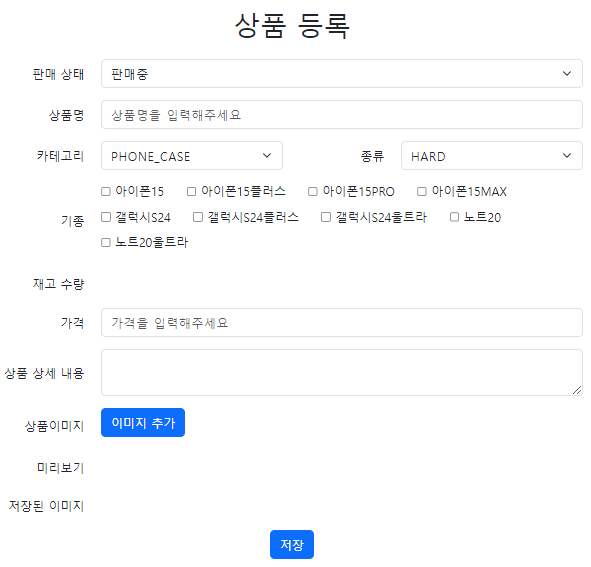 상품 등록
판매 상태 판매중
상품명 상품명을 입력해주세요
카테고리 PHONE_CASE 종류 HARD
아이폰15 아이폰15플러스 아이폰15PRO 아이폰15MAX
기종 갤럭시S24 갤럭시S24플러스 갤럭시S24울트라 노트20
노트20울트라
재고 수량
가격 가격을 입력해주세요
상품 상세 내용
상품이미지 이미지 추가
미리보기
저장된 이미지
저장